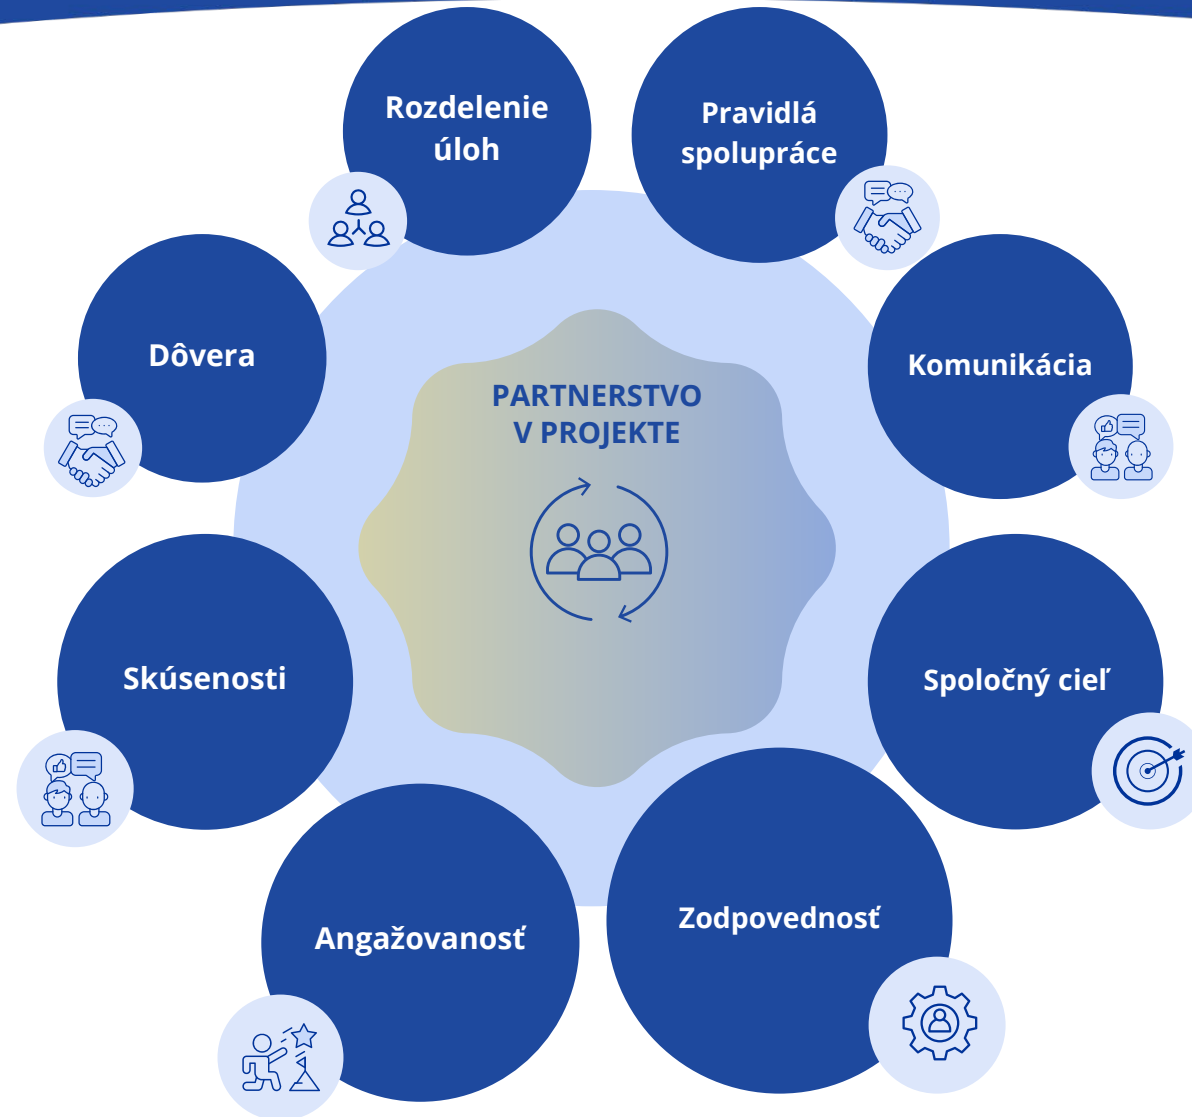 Rozdelenie
úloh
Pravidlá
spolupráce
Dôvera
Komunikácia
PARTNERSTVO
V PROJEKTE
Skúsenosti
Spoločný cieľ
Angažovanosť
Zodpovednosť